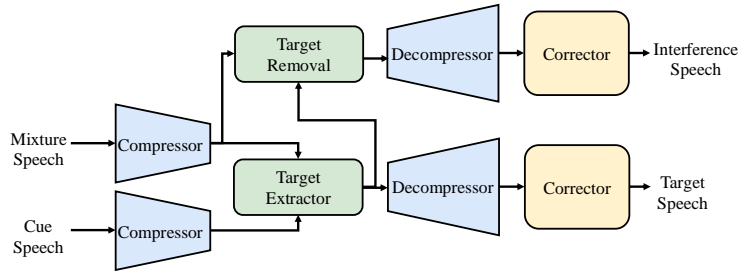 Target
Removal
Decompressor
Corrector
Interference
Speech
Mixture
Speech
Compressor
Target
Extractor
Decompressor
Corrector
Target
Speech
Cue
Speech
Compressor